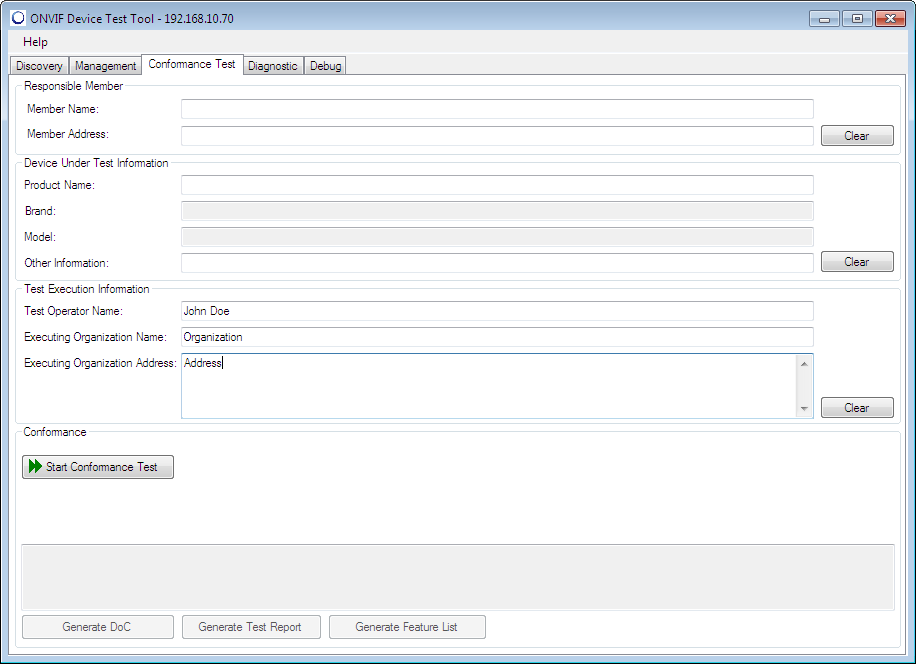 ONVIF Device Test Tool - 192.168.10.70
Help
Discovery Management Conformance Test Diagnostic Debug
Responsible Member
Member Name:
Member Address:
Clear
Device Under Test Information
Product Name:
Brand:
Model:
Other Information:
Clear
Test Execution Information
Test Operator Name: John Doe
Executing Organization Name: Organization
Executing Organization Address: Address
Clear
Conformance
Start Conformance Test
Generate DoC Generate Test Report Generate Feature List